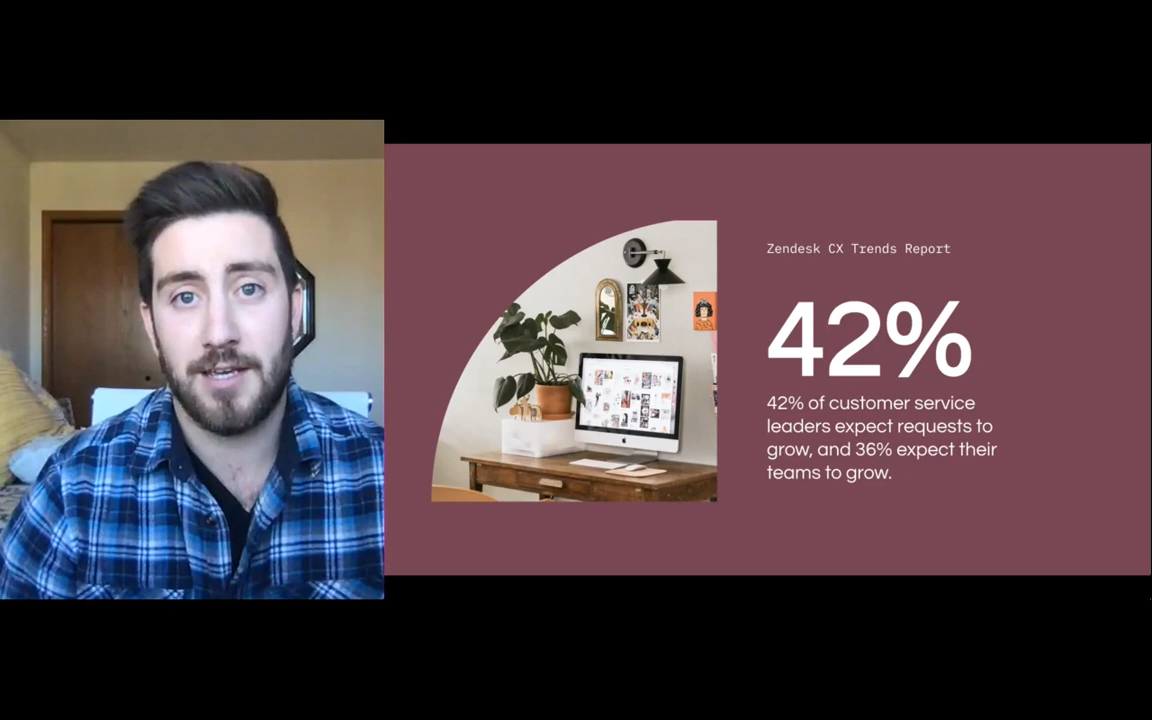 Zendesk CX Trends Report
42%
42% of customer service
leaders expect requests to
grow, and 36% expect their
teams to grow.